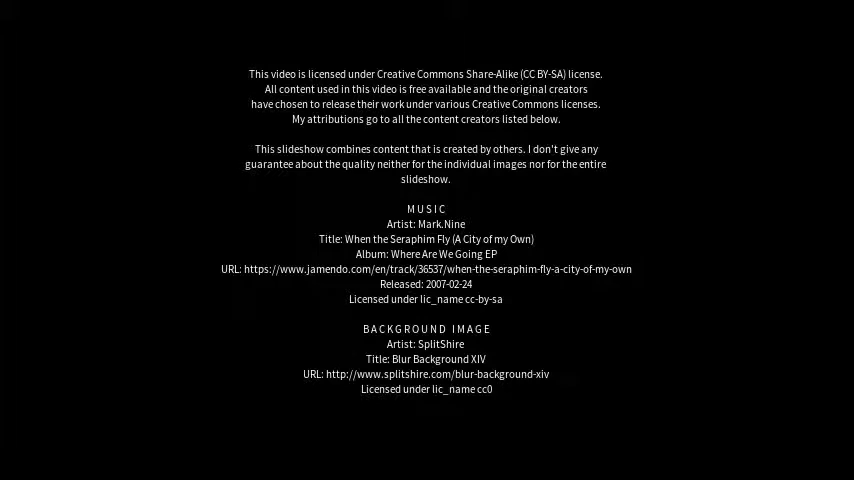 This video is licensed under Creative Commons Share-Alike (CC BY-SA) license.
All content used in this video is free available and the original creators
have chosen to release their work under various Creative Commons licenses.
My attributions go to all the content creators listed below.
This slideshow combines content that is created by others. I don't give any
guarantee about the quality neither for the individual images nor for the entire
slideshow.
MUSIC
Artist: Mark.Nine
Title: When the Seraphim Fly (A City of my Own)
Album: Where Are We Going EP
URL: https://www.jamendo.com/en/track/36537/when-the-seraphim-fly-a-city-of-my-own
Released: 2007-02-24
Licensed under lic_name cc-by-sa
BACKGROUND IMAGE
Artist: SplitShire
Title: Blur Background XIV
URL: http://www.splitshire.com/blur-background-xiv
Licensed under lic_name cc0